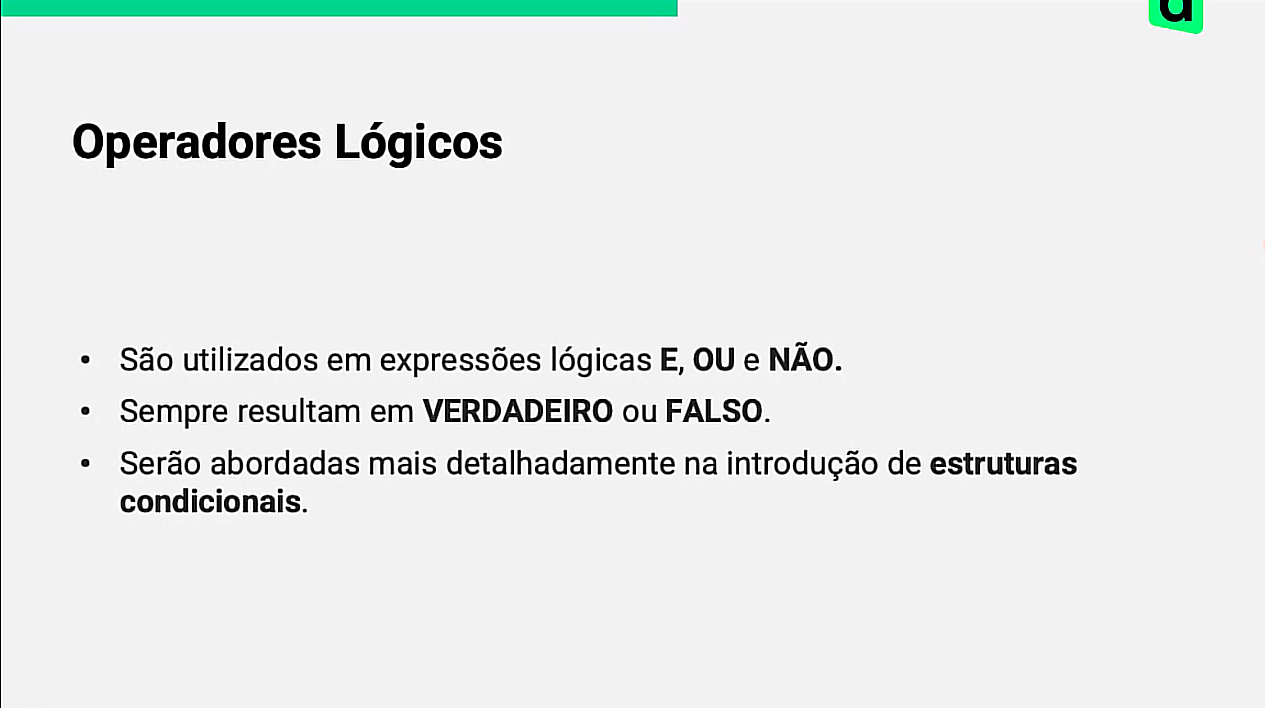 Operadores Lógicos
• São utilizados em expressões lógicas E, OU e NÃO.
• Sempre resultam em VERDADEIRO ou FALSO.
• Serão abordadas mais detalhadamente na introdução de estruturas
condicionais.